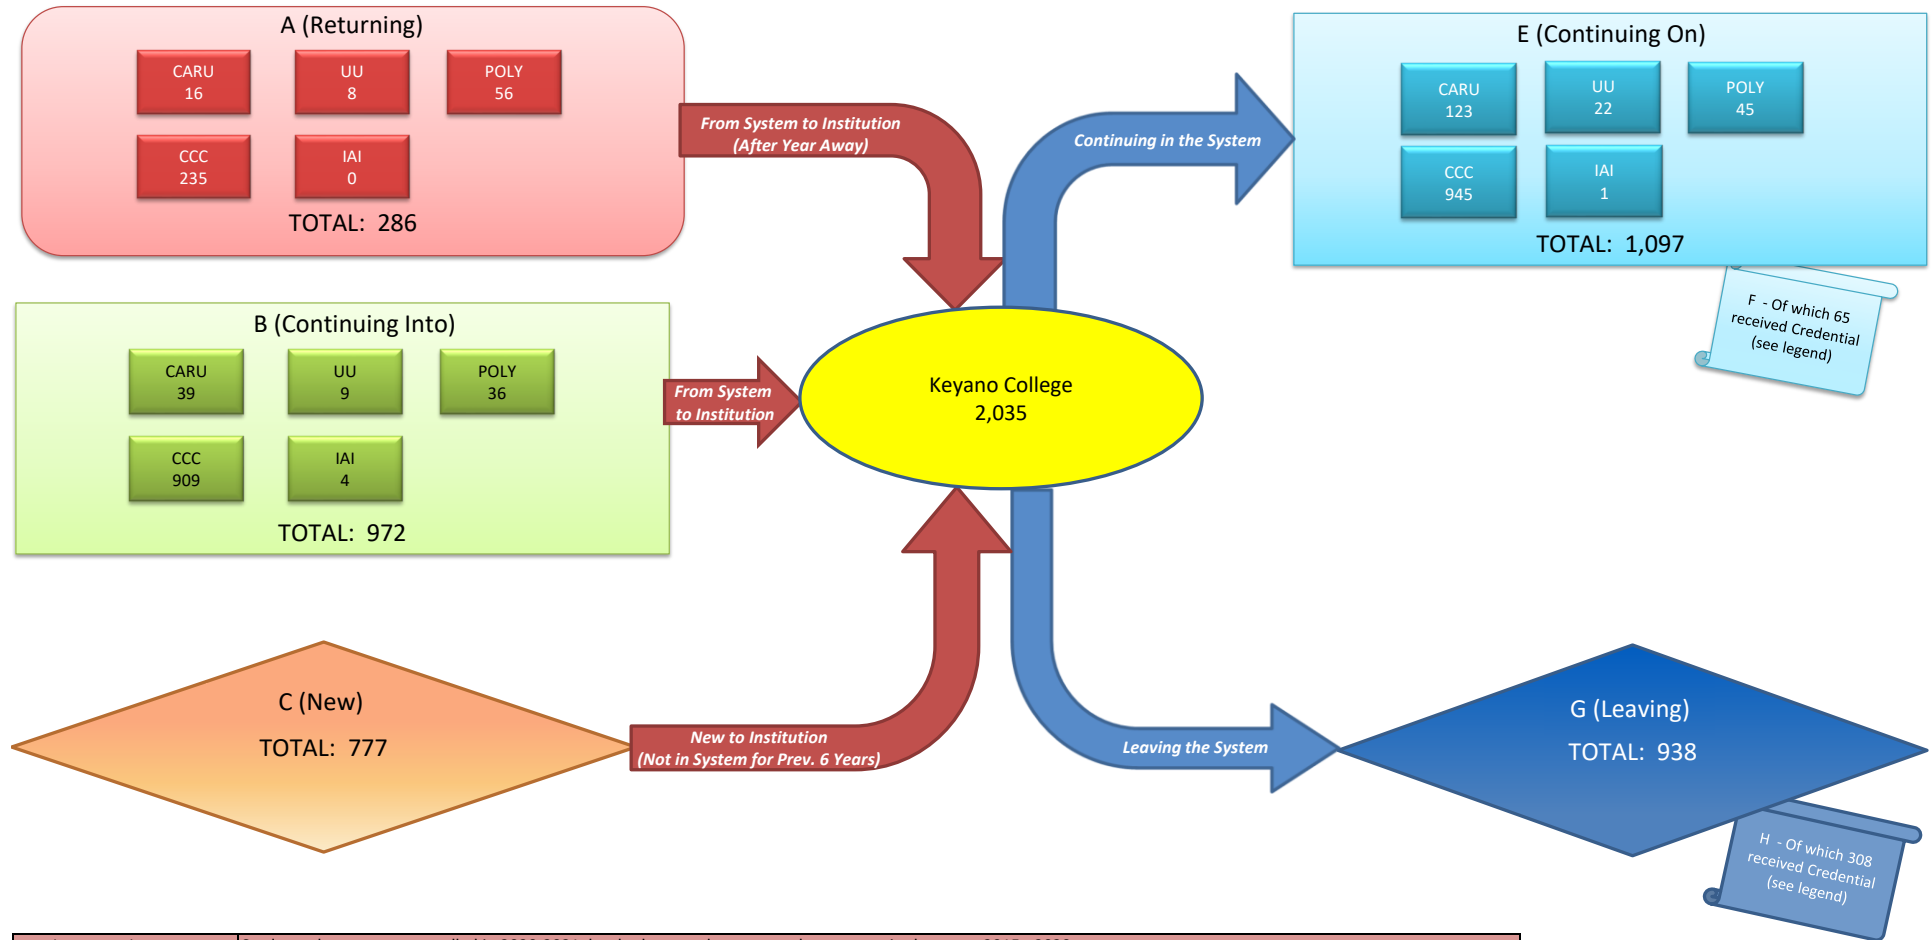 A (Returning)
CARU
16
UU
8
POLY
56
CCC
235
IAI
0
TOTAL: 286
From System to Institution
(After Year Away)
B (Continuing Into)
CARU
39
UU
9
POLY
36
CCC
909
IAI
4
TOTAL: 972
From System
to Institution
C (New)
TOTAL: 777
New to Institution
(Not in System for Prev. 6 Years)
Keyano College
2,035
Continuing in the System
E (Continuing On)
CARU
123
UU
22
POLY
45
CCC
945
IAI
1
TOTAL: 1,097
F - Of which 65
received Credential
(see legend)
Leaving the System
G (Leaving)
TOTAL: 938
H - Of which 308
received Credential
(see legend)